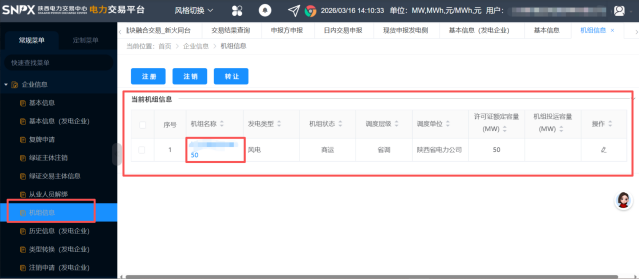 SNPX 陕西电力交易中心 电力交易平台 风格切换 2026/03/16 14:10:33 单位：MW,MWh,元/MWh,元 用户：
常规菜单 定制菜单
块融合交易_新火同台 交易结果查询 申报方申报 日内交易申报 现货申报发电侧 基本信息（发电企业） 基本信息 机组信息 ×
快速查找菜单
当前位置： 首页 > 企业信息 > 机组信息
企业信息
基本信息
基本信息（发电企业）
复牌申请
绿证主体注销
绿证交易主体信息
从业人员解绑
机组信息
历史信息（发电企业）
类型转换（发电企业）
注销申请（发电企业）
注 册 注 销 转 让
当前机组信息
序号 机组名称 发电类型 机组状态 调度层级 调度单位 许可证额定容量(MW) 机组投运容量(MW) 操作
1 50 风电 商运 省调 陕西省电力公司 50